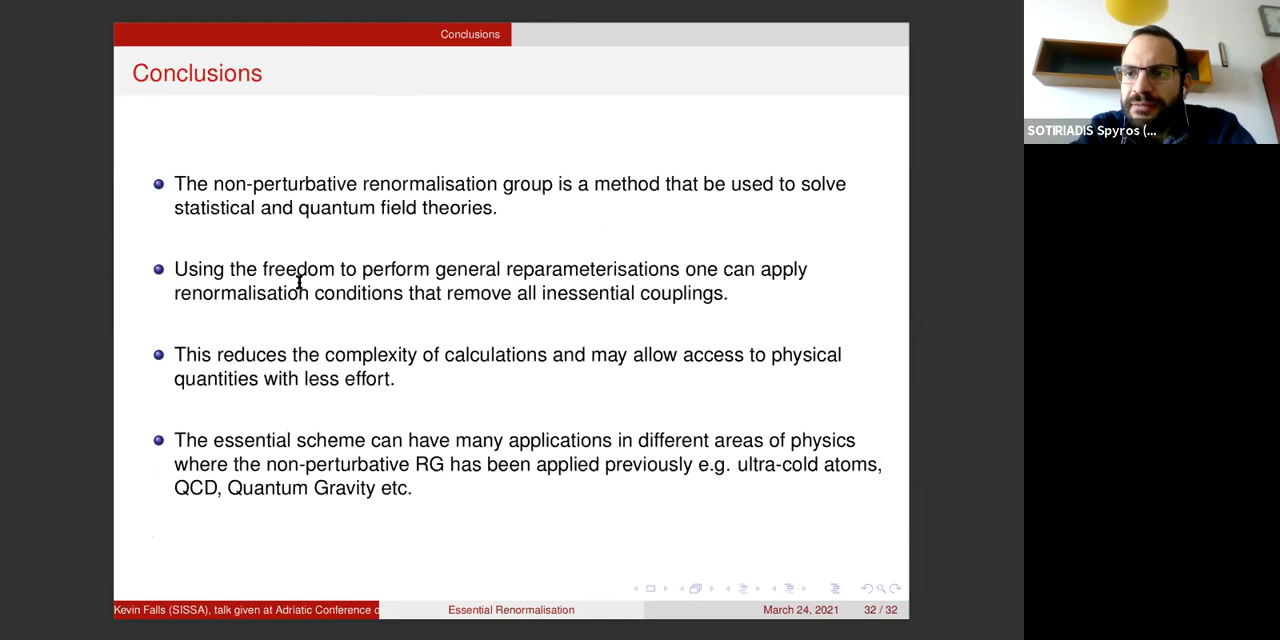 Conclusions
Conclusions
The non-perturbative renormalisation group is a method that be used to solve
statistical and quantum field theories.
Using the freedom to perform general reparameterisations one can apply
renormalisation conditions that remove all inessential couplings.
This reduces the complexity of calculations and may allow access to physical
quantities with less effort.
The essential scheme can have many applications in different areas of physics
where the non-perturbative RG has been applied previously e.g. ultra-cold atoms,
QCD, Quantum Gravity etc.
Kevin Falls (SISSA), talk given at Adriatic Conference o
Essential Renormalisation
March 24, 2021
32 / 32
SOTIRIADIS Spyros (...